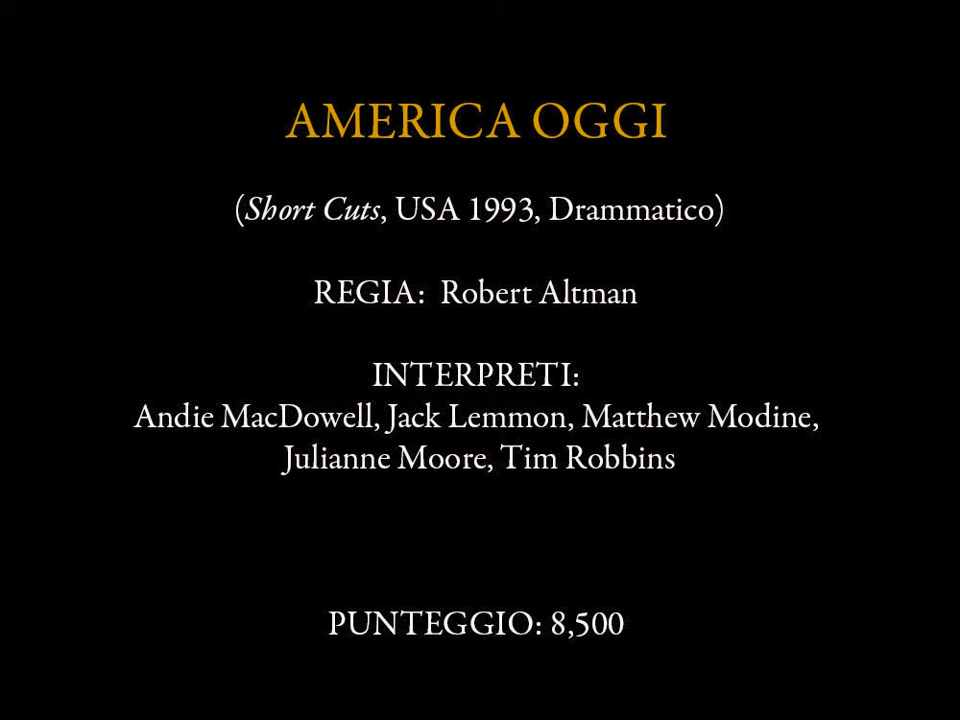 AMERICA OGGI
(Short Cuts, USA 1993, Drammatico)
REGIA: Robert Altman
INTERPRETI:
Andie MacDowell, Jack Lemmon, Matthew Modine,
Julianne Moore, Tim Robbins
PUNTEGGIO: 8,500